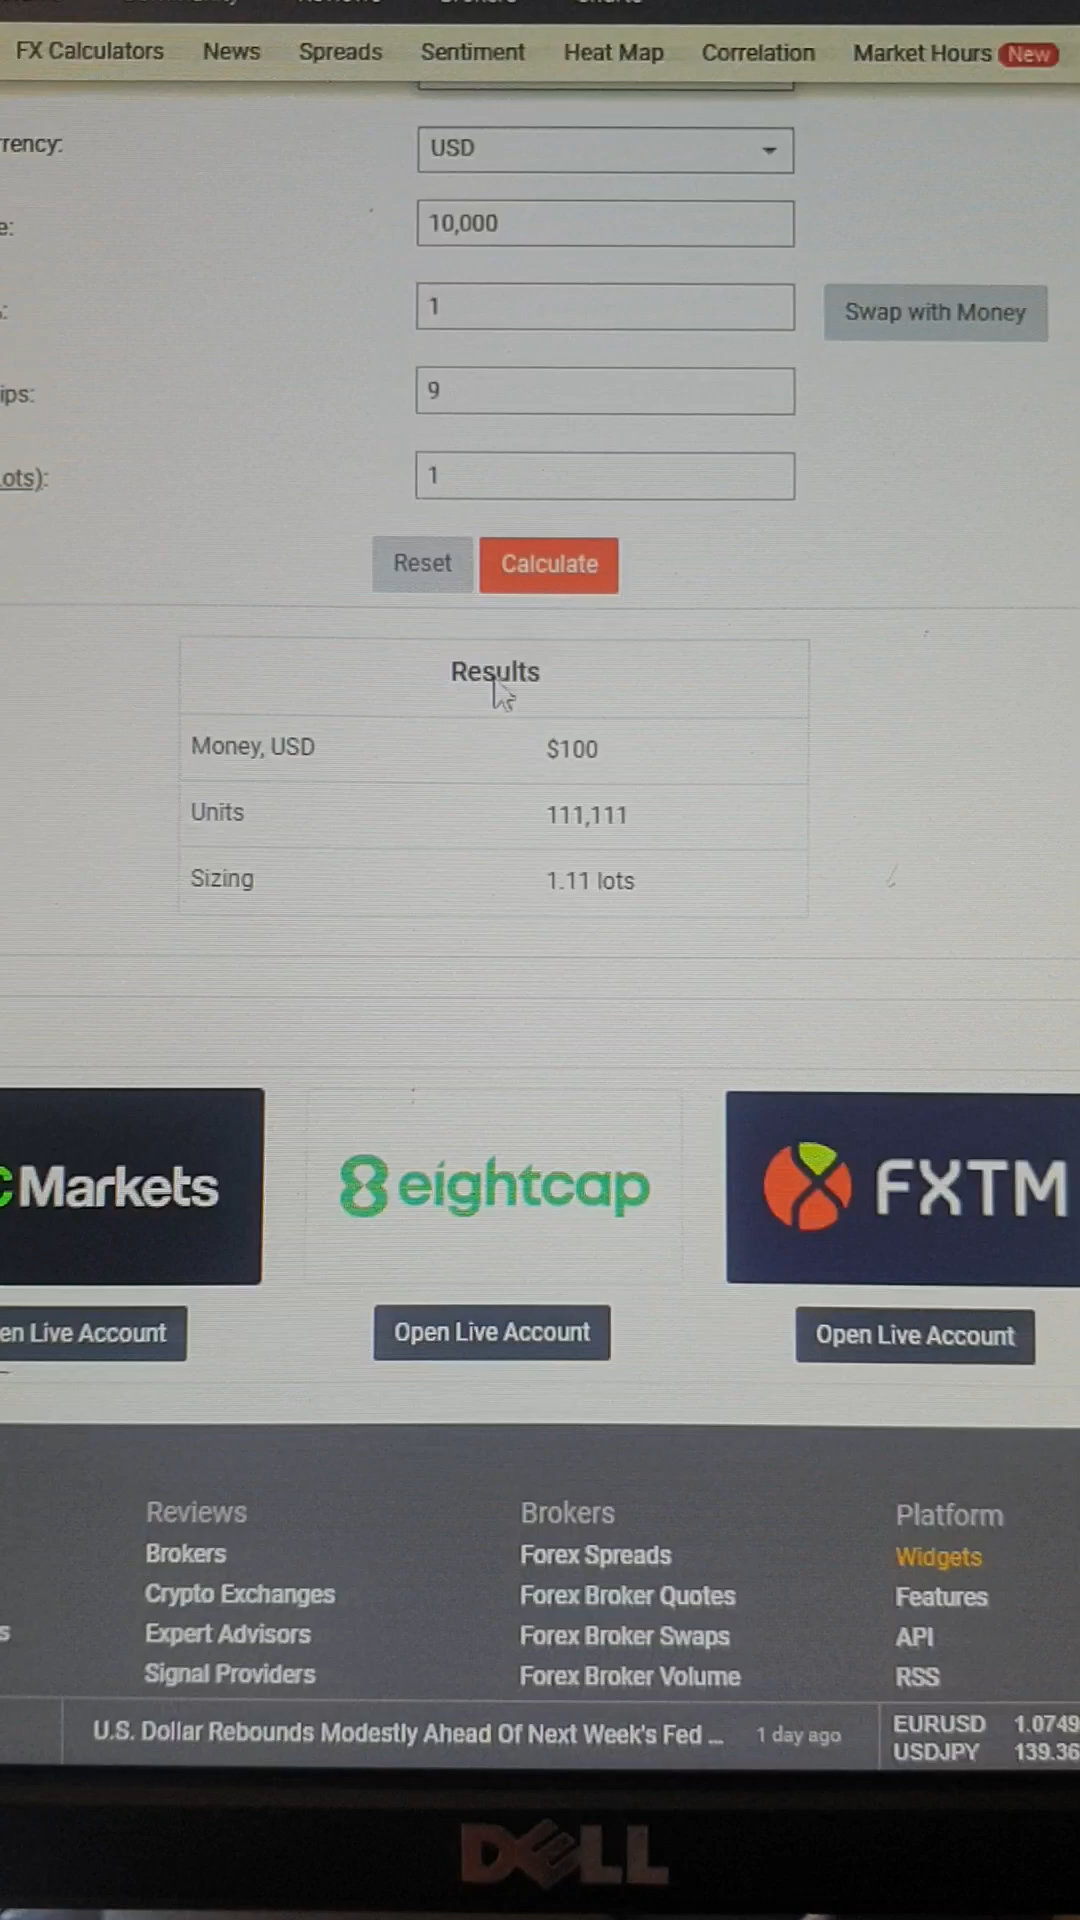 FX Calculators News Spreads Sentiment Heat Map Correlation Market Hours New
rrency: USD
e: 10,000
1 Swap with Money
ips: 9
ots): 1
Reset Calculate
Results
Money, USD $100
Units 111,111
Sizing 1.11 lots
CMarkets 8 eightcap FXTM
en Live Account Open Live Account Open Live Account
Reviews Brokers Platform
Brokers Forex Spreads Widgets
Crypto Exchanges Forex Broker Quotes Features
s Expert Advisors Forex Broker Swaps API
Signal Providers Forex Broker Volume RSS
U.S. Dollar Rebounds Modestly Ahead Of Next Week's Fed ... 1 day ago EURUSD 1.0749
USDJPY 139.36
DELL